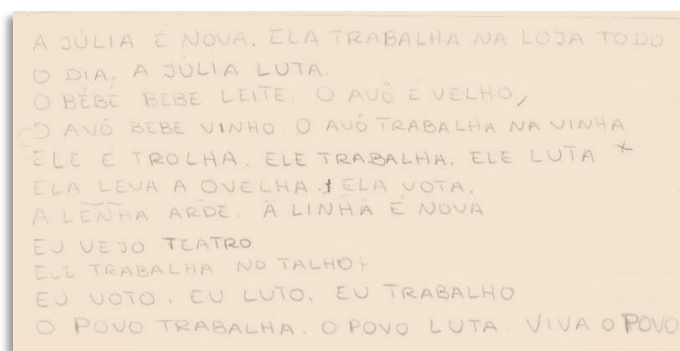 A JÚLIA É NOVA. ELA TRABALHA NA LOJA TODO
O DIA. A JÚLIA LUTA.
O BÉBÉ BEBE LEITE. O AVÔ É VELHO,
O AVÔ BEBE VINHO. O AVÔ TRABALHA NA VINHA
ELE É TROLHA. ELE TRABALHA. ELE LUTA
ELA LEVA A OVELHA. ELA VOTA.
A LENHA ARDE. A LINHA É NOVA
EU VEJO TEATRO
ELE TRABALHA NO TALHO
EU VOTO. EU LUTO. EU TRABALHO
O POVO TRABALHA. O POVO LUTA. VIVA O POVO